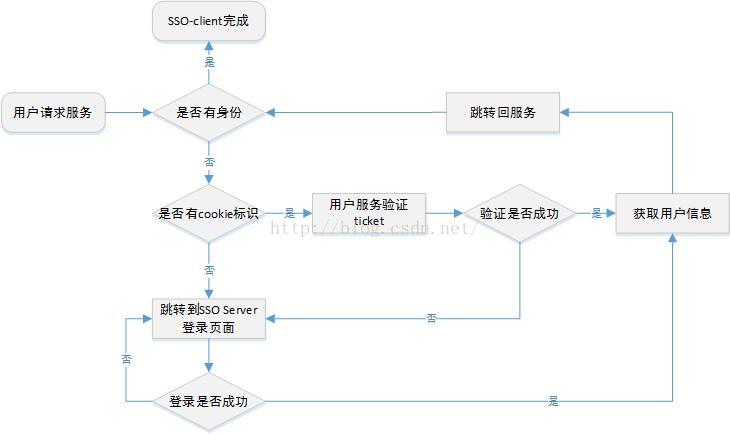 SSO-client完成
是
用户请求服务
是否有身份
跳转回服务
否
是否有cookie标识
是
用户服务验证
ticket
验证是否成功
是
获取用户信息
http://blog.csdn.net/
否
跳转到SSO Server
登录页面
否
否
登录是否成功
是